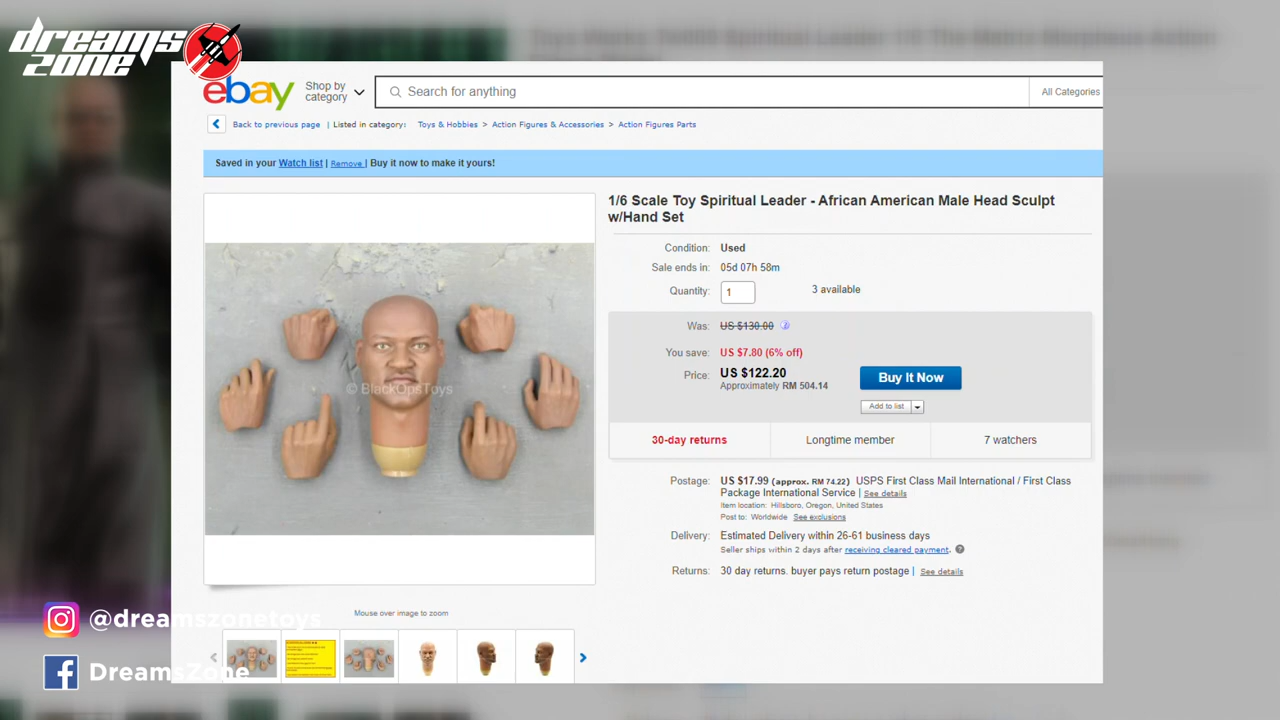 dreams
zone
ebay
Shop by
category
Search for anything
All Categories
Back to previous page | Listed in category: Toys & Hobbies > Action Figures & Accessories > Action Figures Parts
Saved in your Watch list | Remove | Buy it now to make it yours!
1/6 Scale Toy Spiritual Leader - African American Male Head Sculpt
w/Hand Set
Condition: Used
Sale ends in: 05d 07h 58m
Quantity: 1 3 available
Was: US $130.00
You save: US $7.80 (6% off)
Price: US $122.20
Approximately RM 504.14
Buy It Now
Add to list
30-day returns Longtime member 7 watchers
Postage: US $17.99 (approx. RM 74.22) USPS First Class Mail International / First Class
Package International Service | See details
Item location: Hillsboro, Oregon, United States
Post to: Worldwide See exclusions
Delivery: Estimated Delivery within 26-61 business days
Seller ships within 2 days after receiving cleared payment. ?
Returns: 30 day returns. buyer pays return postage | See details
© BlackOpsToys
Mouse over image to zoom
@dreamszonetoys
DreamsZone